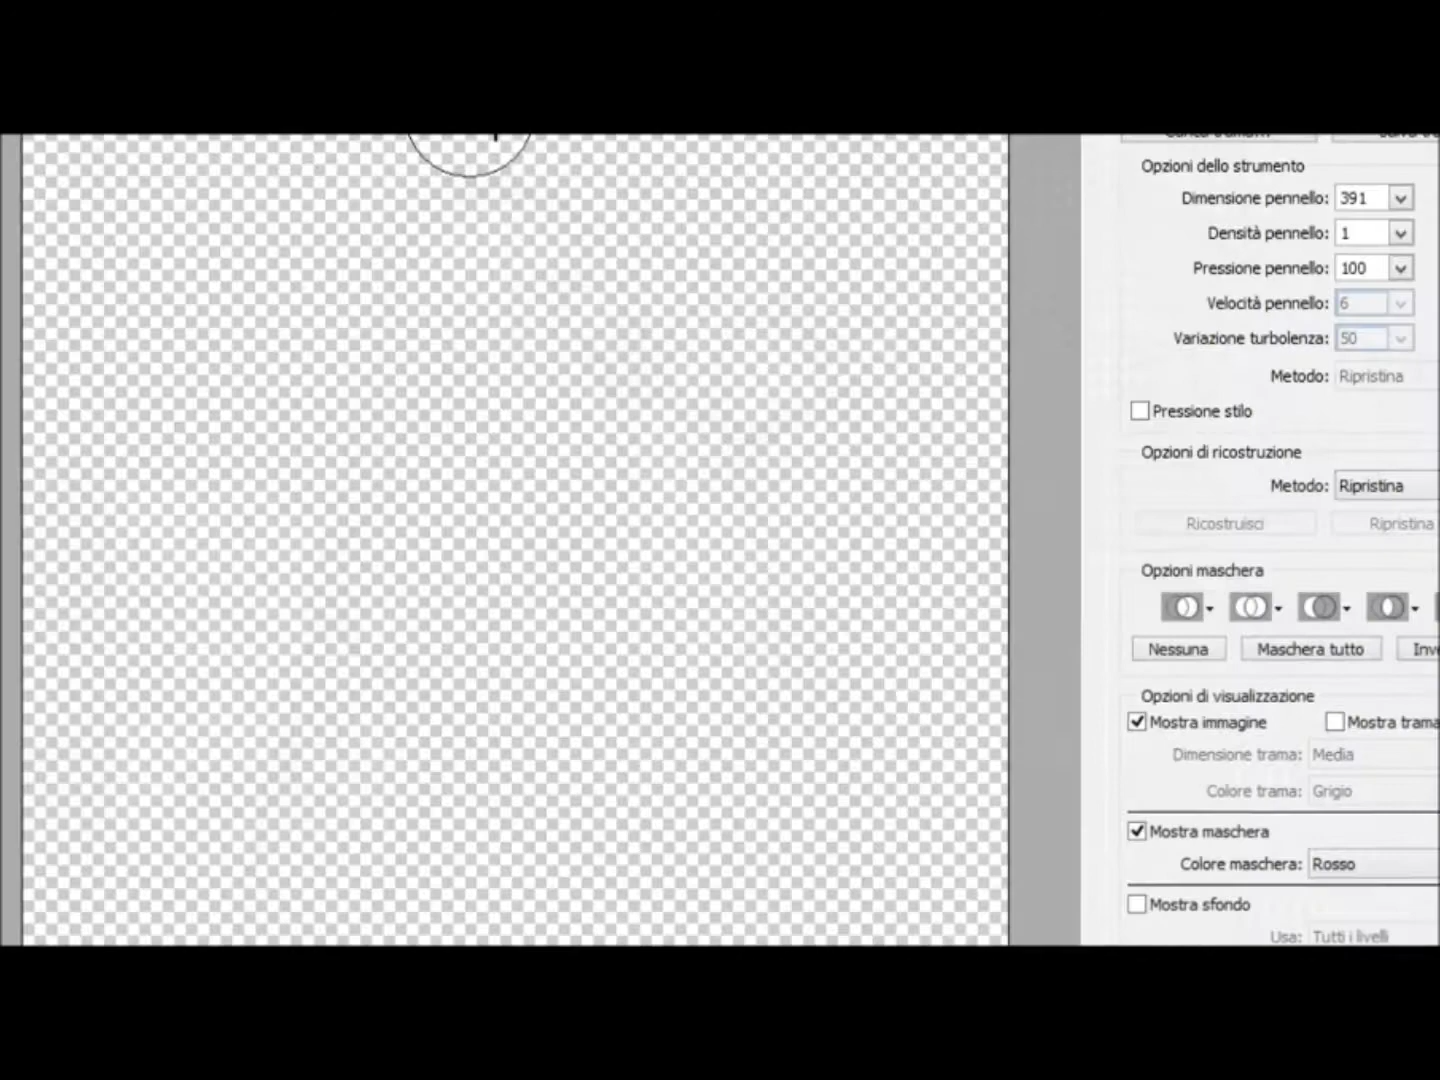 Opzioni dello strumento
Dimensione pennello: 391
Densità pennello: 1
Pressione pennello: 100
Velocità pennello: 6
Variazione turbolenza: 50
Metodo: Ripristina
Pressione stilo
Opzioni di ricostruzione
Metodo: Ripristina
Ricostruisci Ripristina
Opzioni maschera
Nessuna Maschera tutto
Opzioni di visualizzazione
Mostra immagine Mostra trama
Dimensione trama: Media
Colore trama: Grigio
Mostra maschera
Colore maschera: Rosso
Mostra sfondo
Usa: Tutti i livelli